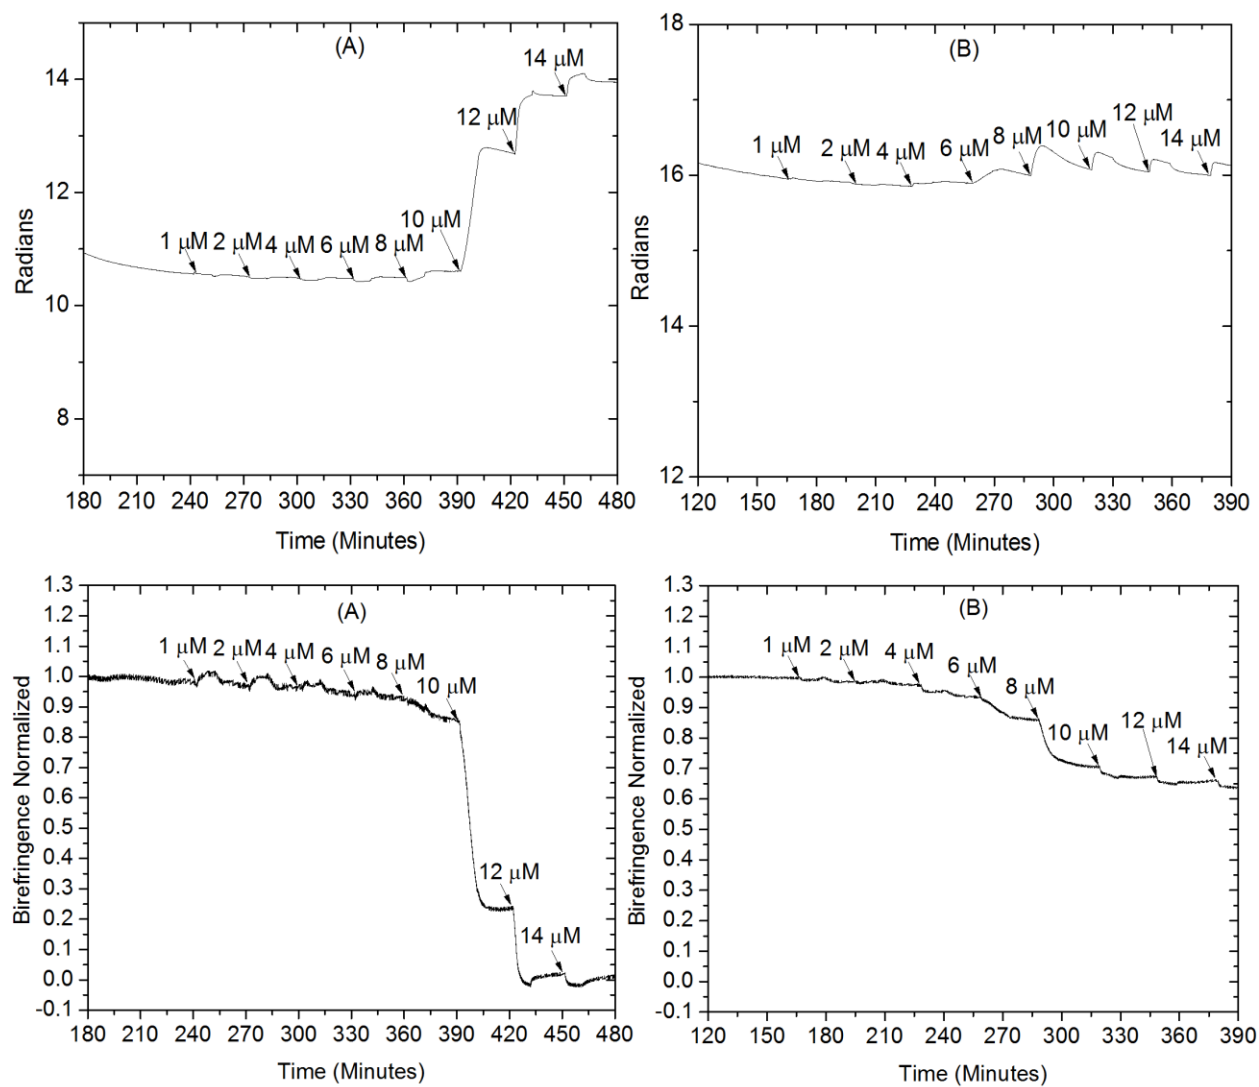 (A)
14 μM
12 μM
10 μM
1 μM 2 μM 4 μM 6 μM 8 μM
14
12
10
8
Radians
180 210 240 270 300 330 360 390 420 450 480
Time (Minutes)
(B)
1 μM 2 μM 4 μM 6 μM 8 μM 10 μM 12 μM 14 μM
18
16
14
12
Radians
120 150 180 210 240 270 300 330 360 390
Time (Minutes)
(A)
1 μM 2 μM 4 μM 6 μM 8 μM
10 μM
12 μM
14 μM
1.3
1.2
1.1
1.0
0.9
0.8
0.7
0.6
0.5
0.4
0.3
0.2
0.1
0.0
-0.1
Birefringence Normalized
180 210 240 270 300 330 360 390 420 450 480
Time (Minutes)
(B)
1 μM 2 μM 4 μM 6 μM
8 μM
10 μM 12 μM
14 μM
1.3
1.2
1.1
1.0
0.9
0.8
0.7
0.6
0.5
0.4
0.3
0.2
0.1
0.0
-0.1
Birefringence Normalized
120 150 180 210 240 270 300 330 360 390
Time (Minutes)